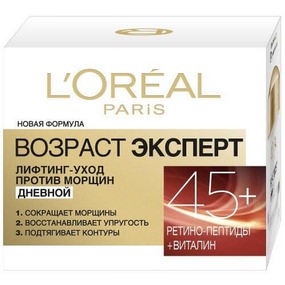 L'ORÉAL
PARIS
НОВАЯ ФОРМУЛА
ВОЗРАСТ ЭКСПЕРТ
ЛИФТИНГ-УХОД
ПРОТИВ МОРЩИН
ДНЕВНОЙ
1. СОКРАЩАЕТ МОРЩИНЫ
2. ВОССТАНАВЛИВАЕТ УПРУГОСТЬ
3. ПОДТЯГИВАЕТ КОНТУРЫ
45+
РЕТИНО-ПЕПТИДЫ
+ВИТАЛИН